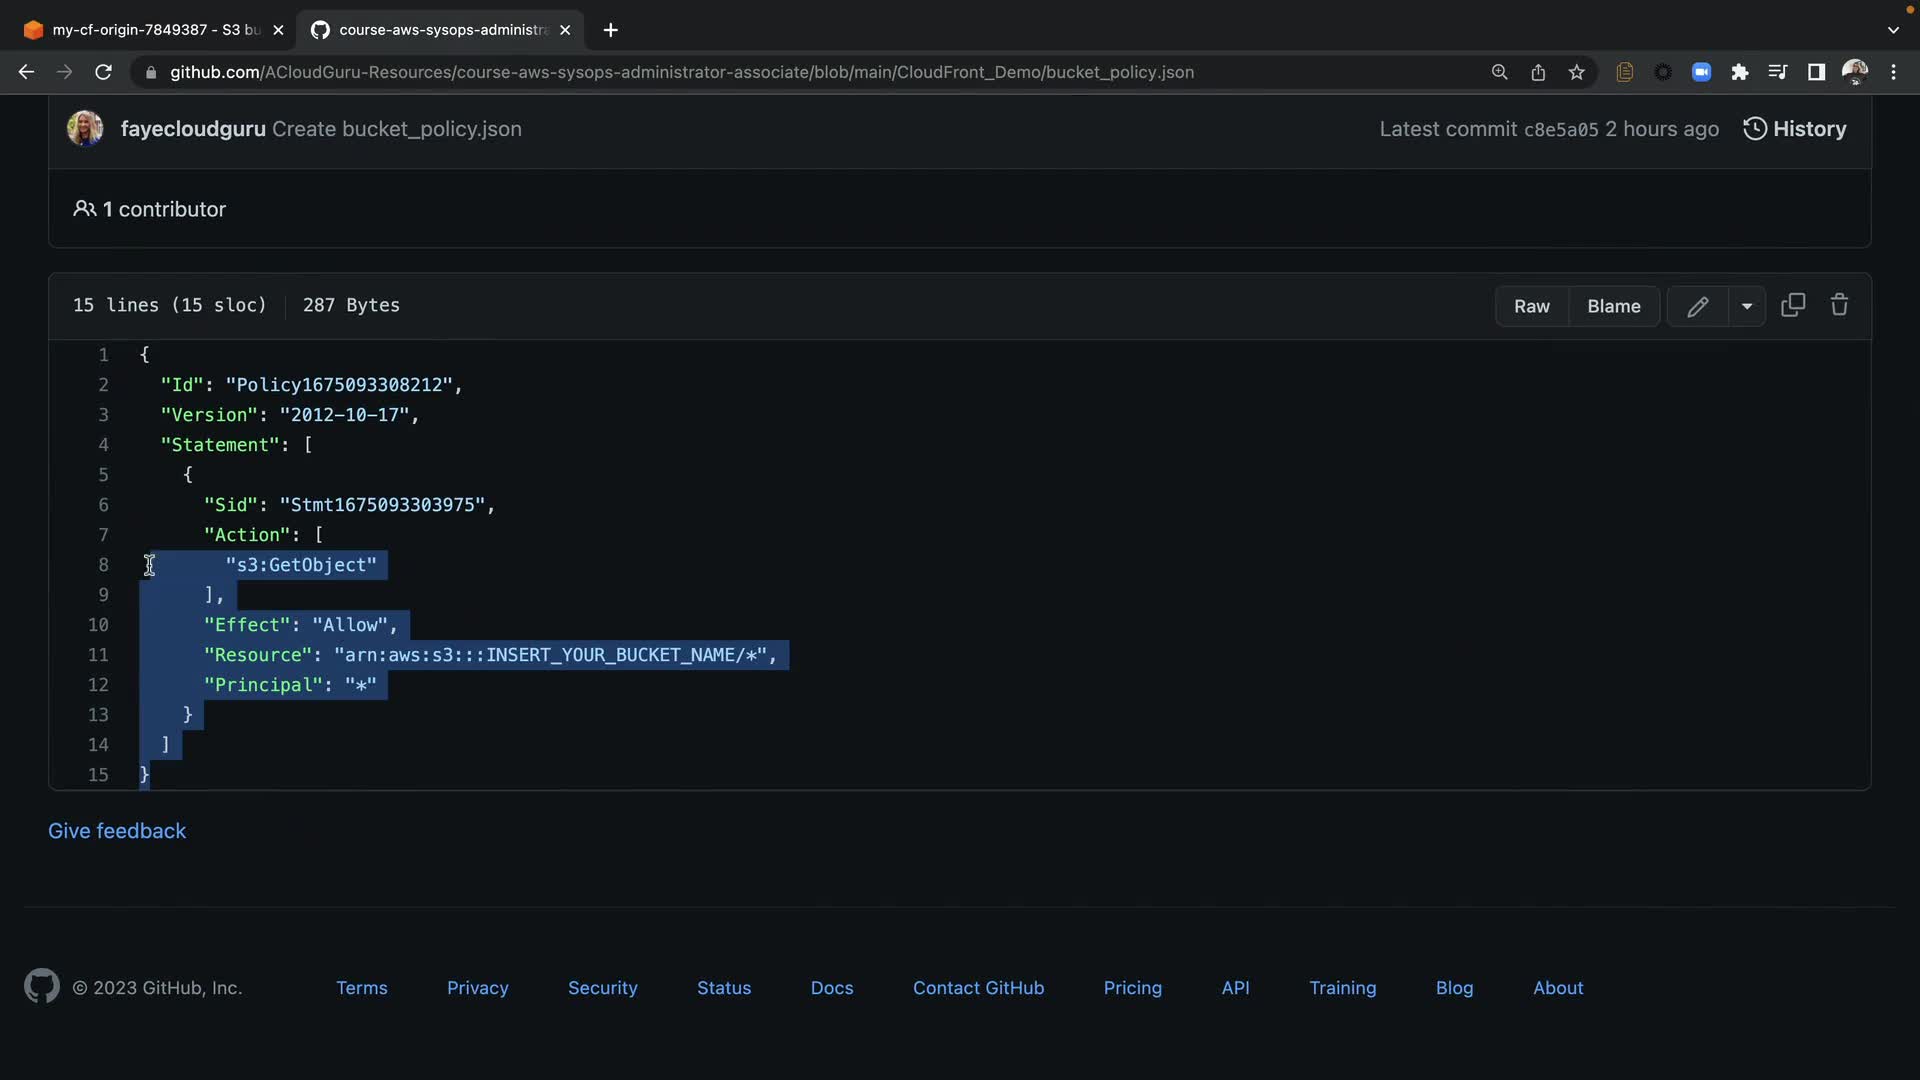 my-cf-origin-7849387 - S3 bu
course-aws-sysops-administra
github.com/ACloudGuru-Resources/course-aws-sysops-administrator-associate/blob/main/CloudFront_Demo/bucket_policy.json
fayecloudguru Create bucket_policy.json
Latest commit c8e5a05 2 hours ago
History
1 contributor
15 lines (15 sloc)
287 Bytes
Raw
Blame
1 {
2 "Id": "Policy1675093308212",
3 "Version": "2012-10-17",
4 "Statement": [
5 {
6 "Sid": "Stmt1675093303975",
7 "Action": [
8 "s3:GetObject"
9 ],
10 "Effect": "Allow",
11 "Resource": "arn:aws:s3:::INSERT_YOUR_BUCKET_NAME/*",
12 "Principal": "*"
13 }
14 ]
15 }
Give feedback
© 2023 GitHub, Inc.
Terms
Privacy
Security
Status
Docs
Contact GitHub
Pricing
API
Training
Blog
About